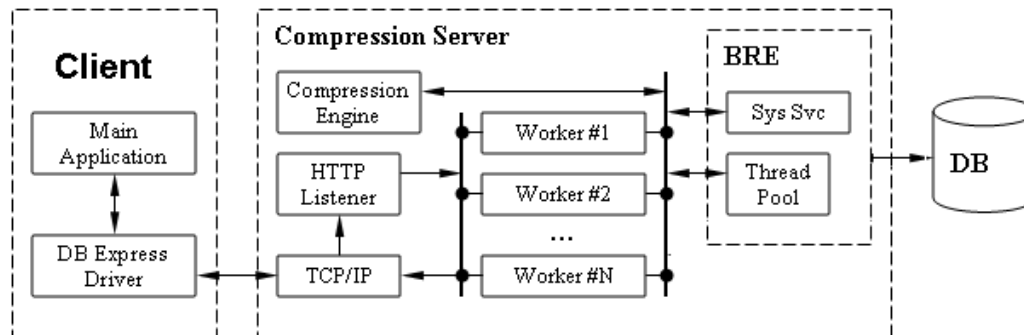 Client
Main
Application
DB Express
Driver
Compression Server
Compression
Engine
HTTP
Listener
TCP/IP
Worker #1
Worker #2
...
Worker #N
BRE
Sys Svc
Thread
Pool
DB